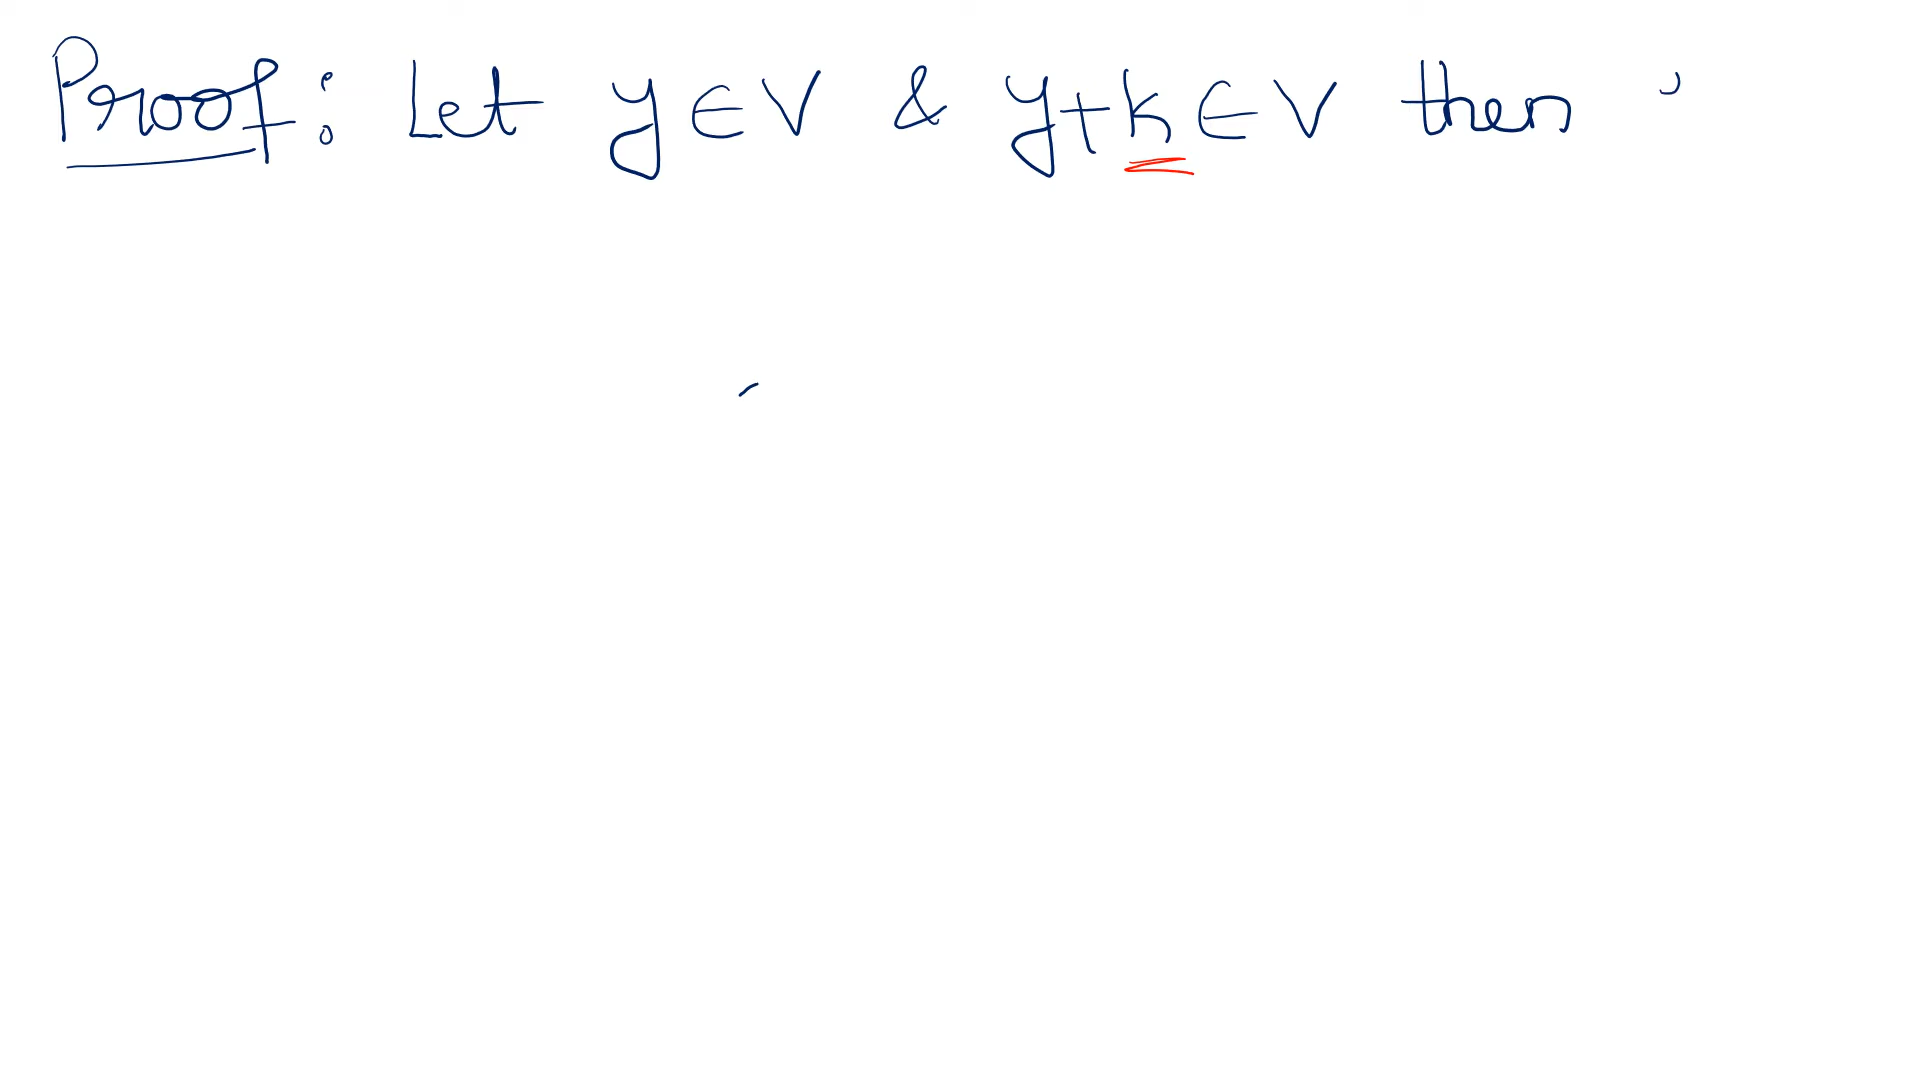 Proof: Let y ∈ V & y+k ∈ V then